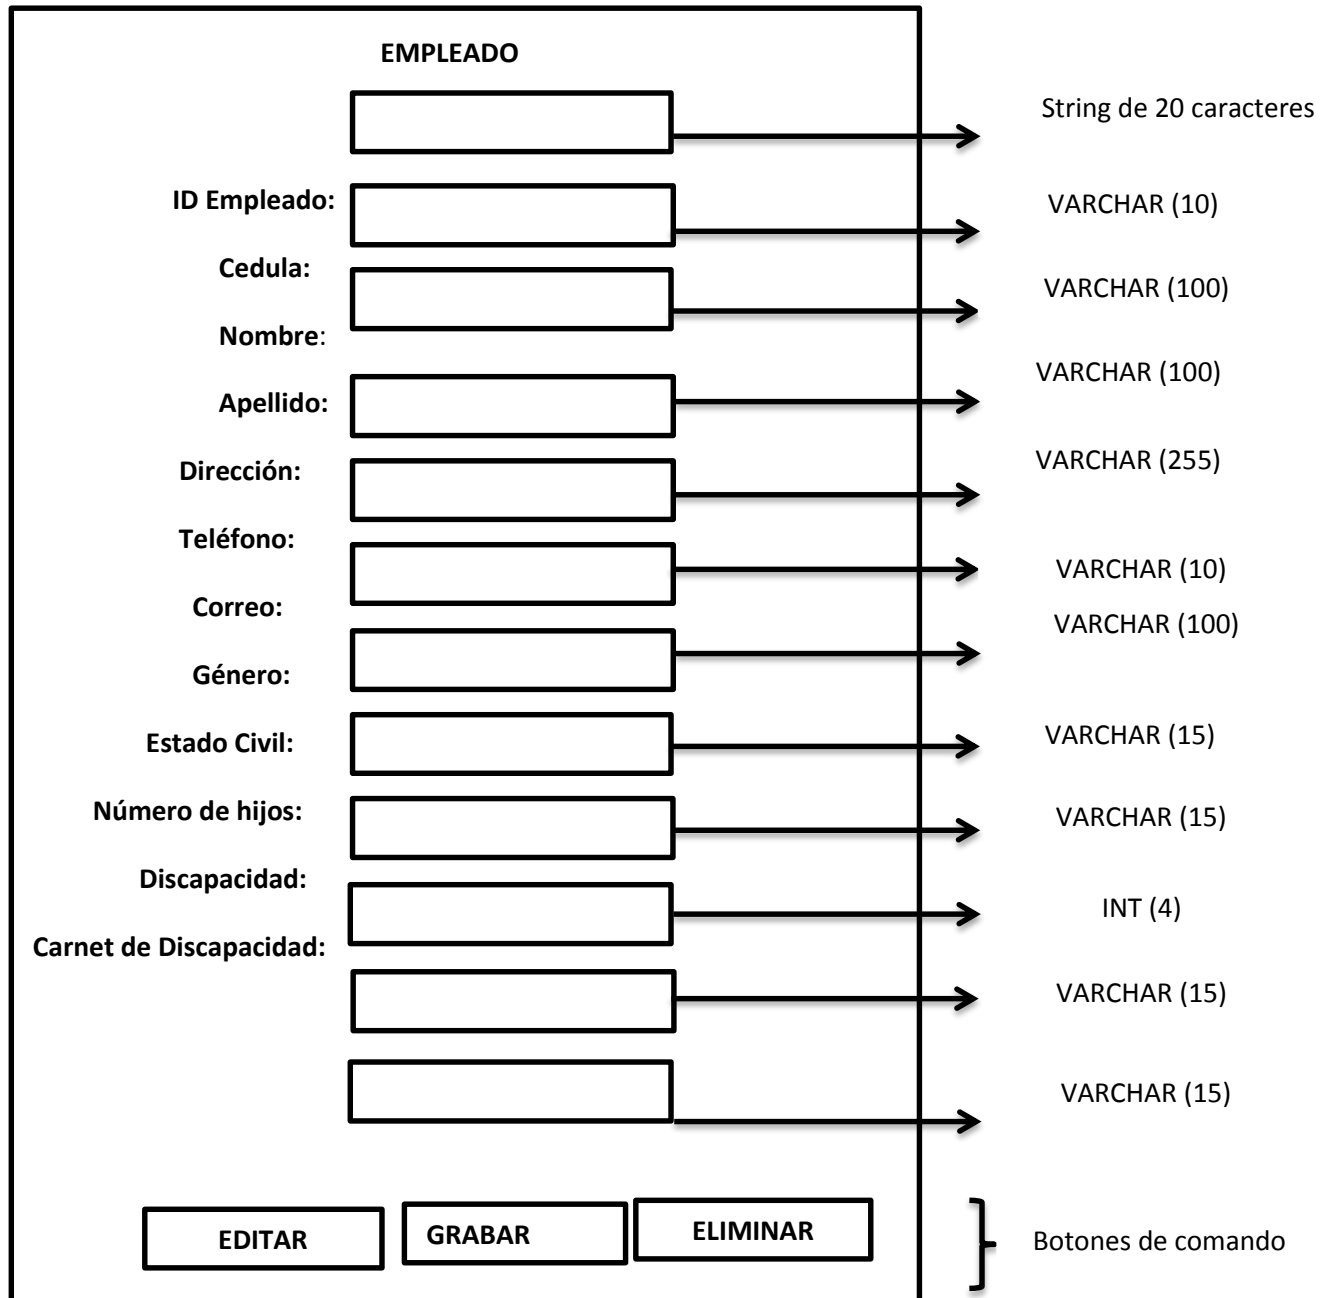 EMPLEADO
String de 20 caracteres
ID Empleado:
VARCHAR (10)
Cedula:
VARCHAR (100)
Nombre:
VARCHAR (100)
Apellido:
VARCHAR (255)
Dirección:
Teléfono:
VARCHAR (10)
Correo:
VARCHAR (100)
Género:
Estado Civil:
VARCHAR (15)
Número de hijos:
VARCHAR (15)
Discapacidad:
INT (4)
Carnet de Discapacidad:
VARCHAR (15)
VARCHAR (15)
EDITAR
GRABAR
ELIMINAR
Botones de comando